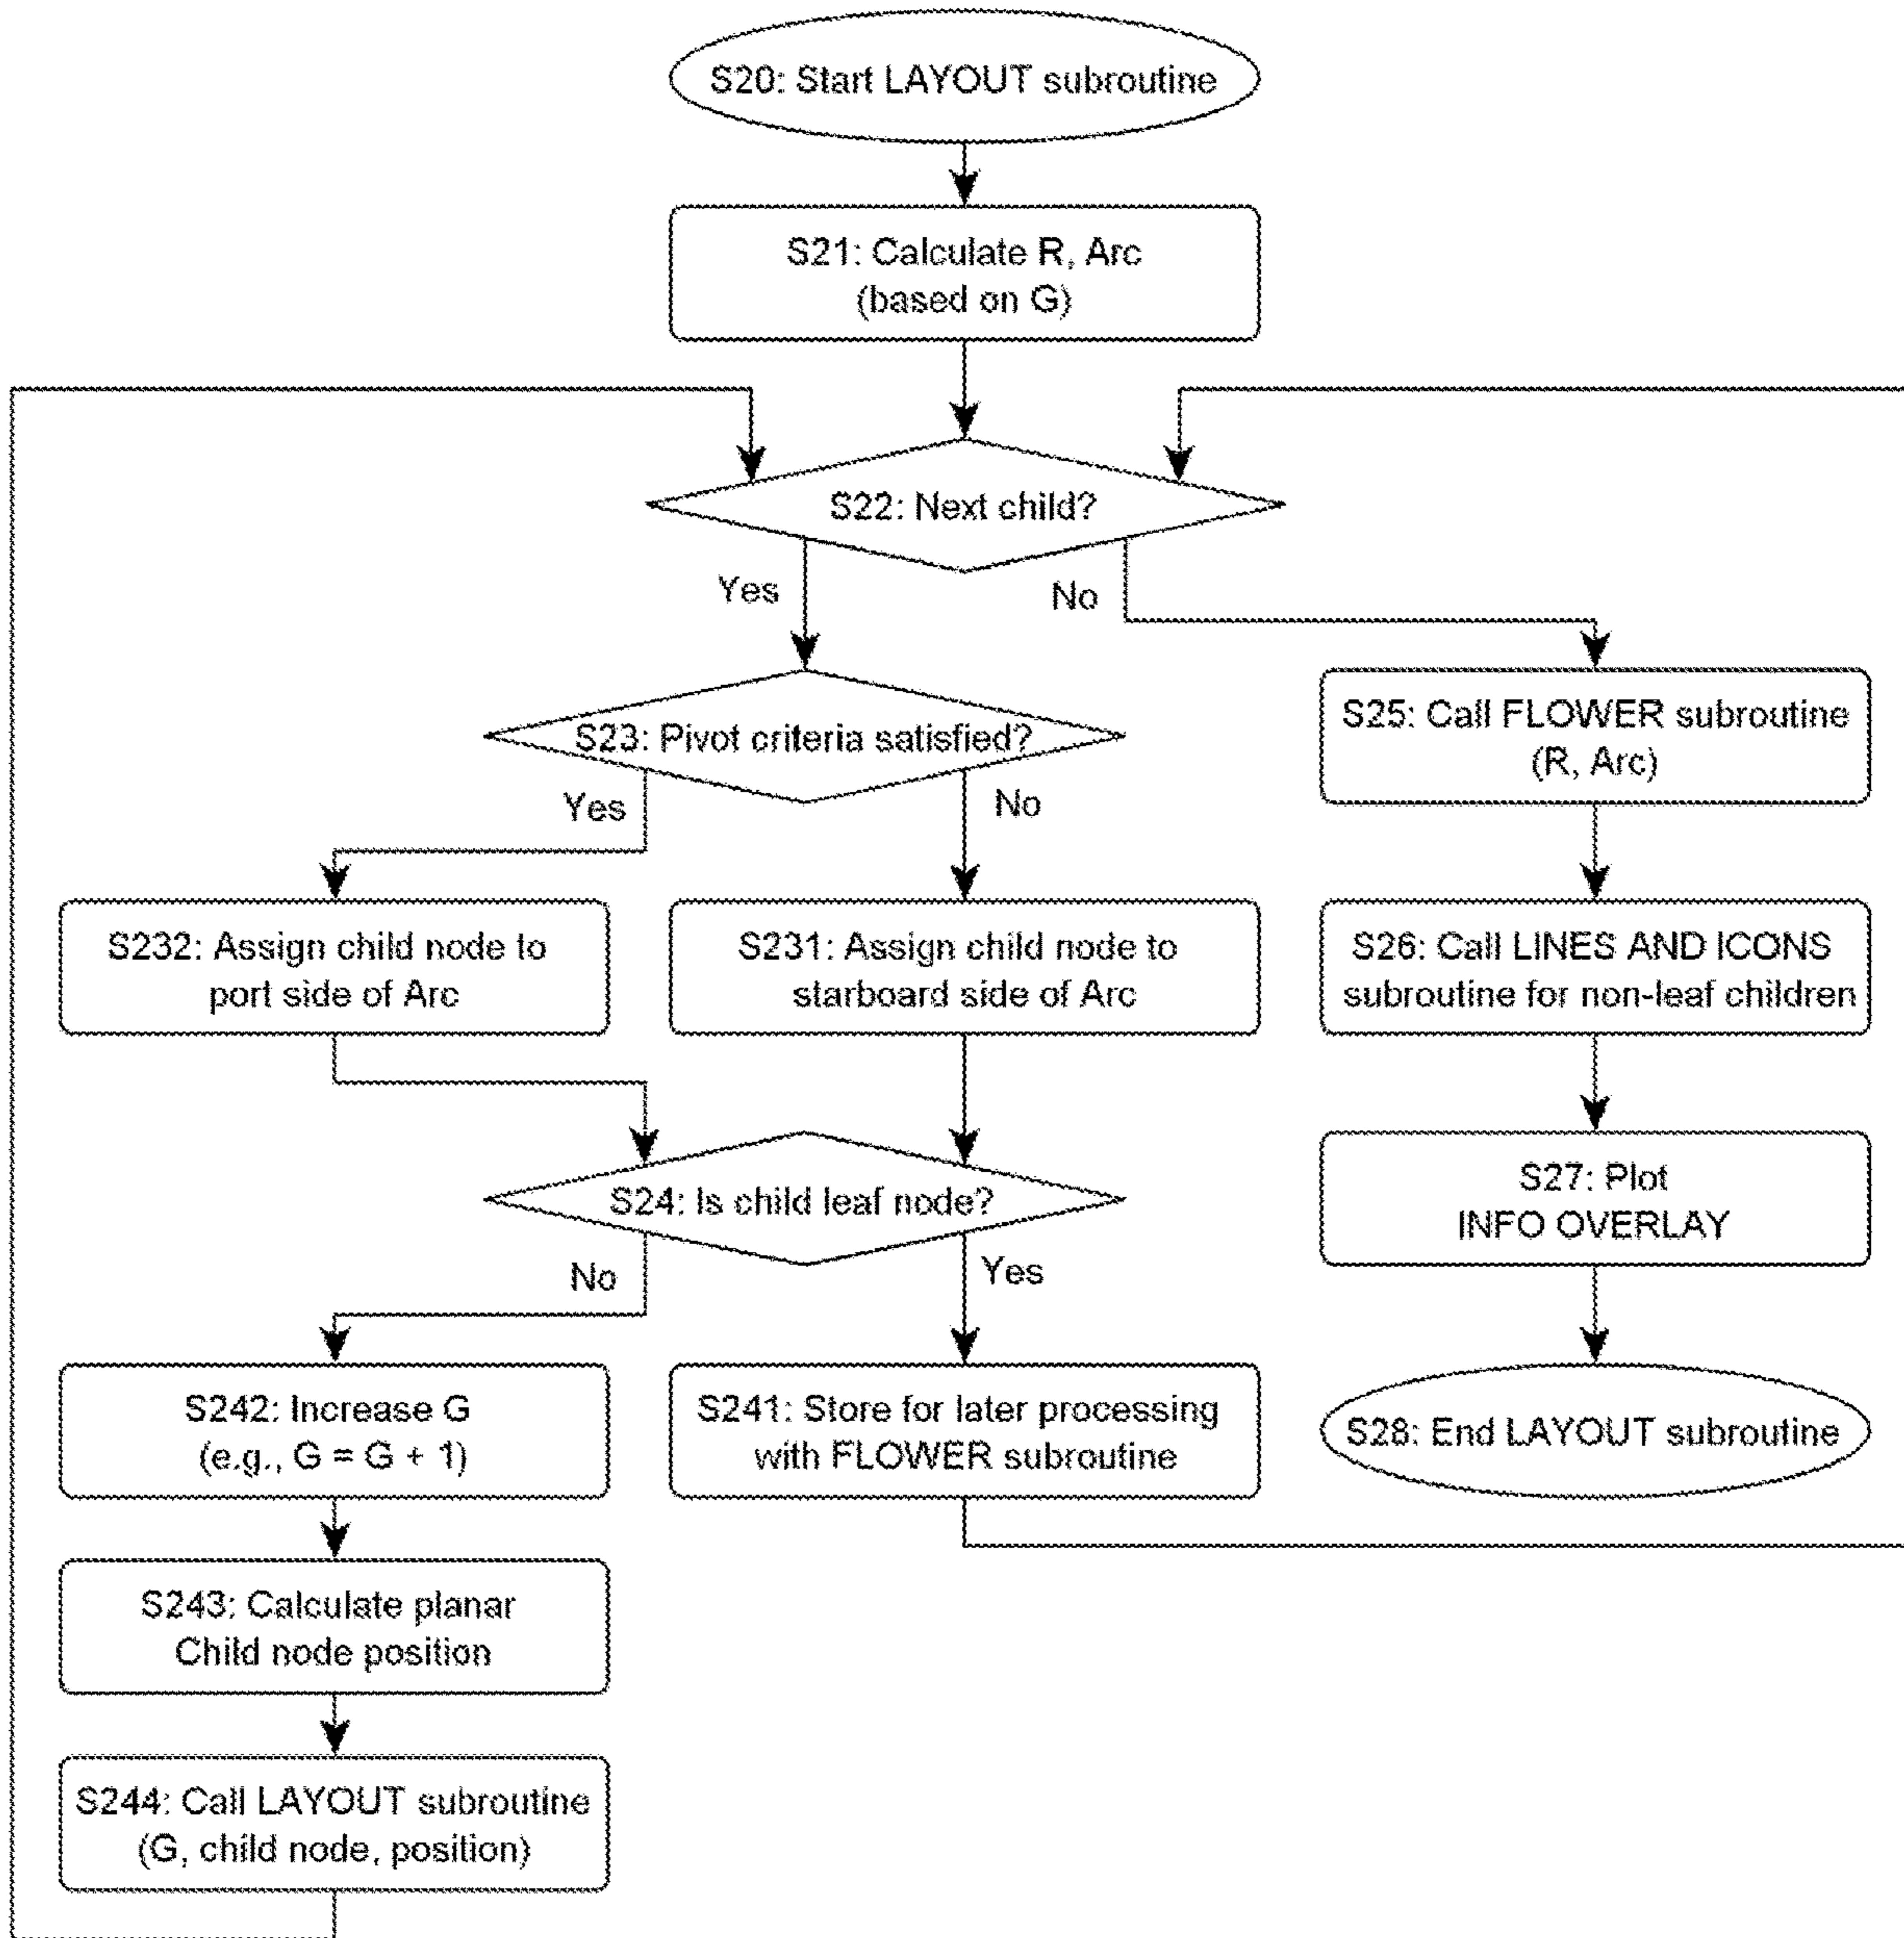 S20: Start LAYOUT subroutine
S21: Calculate R, Arc
(based on G)
S22: Next child?
Yes
No
S23: Pivot criteria satisfied?
Yes
No
S25: Call FLOWER subroutine
(R, Arc)
S232: Assign child node to
port side of Arc
S231: Assign child node to
starboard side of Arc
S26: Call LINES AND ICONS
subroutine for non-leaf children
S24: Is child leaf node?
No
Yes
S27: Plot
INFO OVERLAY
S242: Increase G
(e.g., G = G + 1)
S241: Store for later processing
with FLOWER subroutine
S28: End LAYOUT subroutine
S243: Calculate planar
Child node position
S244: Call LAYOUT subroutine
(G, child node, position)